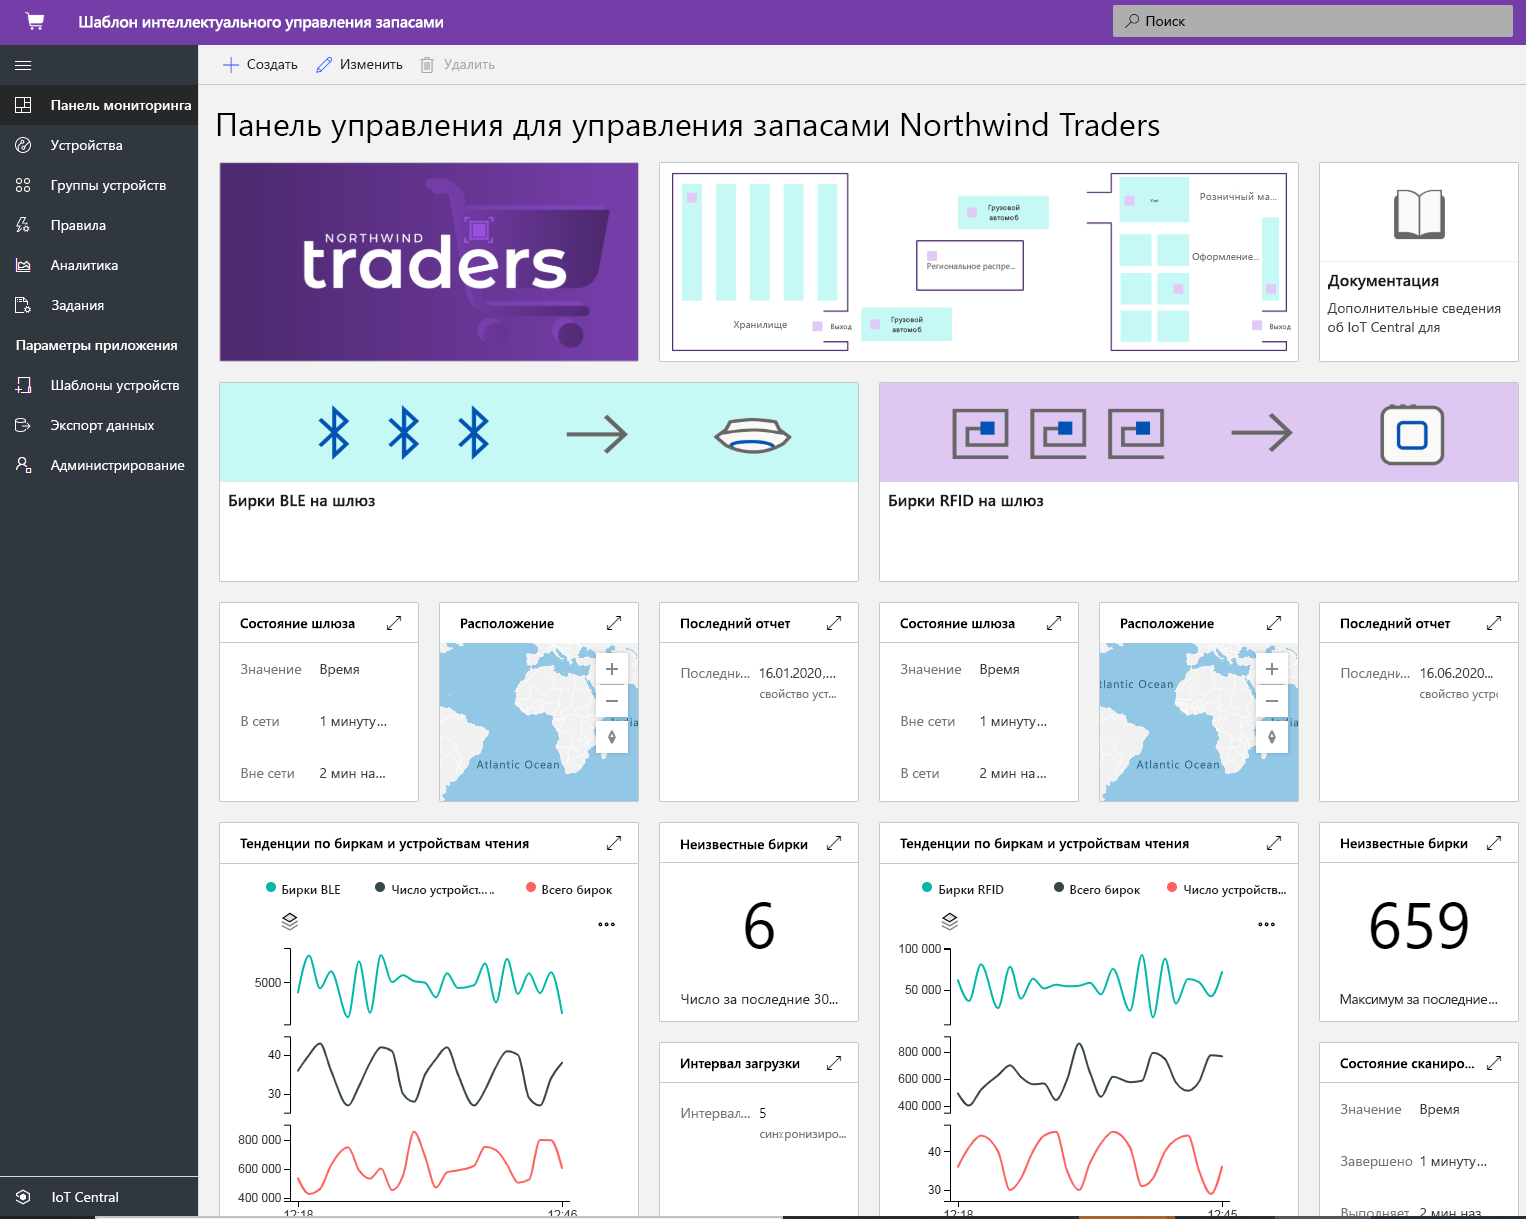 Шаблон интеллектуального управления запасами
Поиск
Создать
Изменить
Удалить
Панель мониторинга
Устройства
Группы устройств
Правила
Аналитика
Задания
Параметры приложения
Шаблоны устройств
Экспорт данных
Администрирование
IoT Central
Панель управления для управления запасами Northwind Traders
NORTHWIND
traders
Хранилище
Выход
Грузовой
автомоб
Региональное распре...
Грузовой
автомоб
Розничный ма...
Оформление...
Выход
Документация
Дополнительные сведения
об IoT Central для
Бирки BLE на шлюз
Бирки RFID на шлюз
Состояние шлюза
Значение Время
В сети 1 минуту...
Вне сети 2 мин на...
Расположение
Atlantic Ocean
Последний отчет
Последни... 16.01.2020,...
свойство уст...
Состояние шлюза
Значение Время
Вне сети 1 минуту...
В сети 2 мин на...
Расположение
tlantic Ocean
Atlantic Ocean
Последний отчет
Последни... 16.06.2020...
свойство устро
Тенденции по биркам и устройствам чтения
Бирки BLE Число устройст..... Всего бирок
5000
40
30
800 000
600 000
400 000
12:18 12:46
Неизвестные бирки
6
Число за последние 30...
Интервал загрузки
Интервал... 5
синхронизиро...
Тенденции по биркам и устройствам чтения
Бирки RFID Всего бирок Число устройств...
100 000
50 000
800 000
600 000
400 000
40
30
12:18 12:45
Неизвестные бирки
659
Максимум за последние...
Состояние сканиро...
Значение Время
Завершено 1 минуту...
Выполняет 2 мин наз